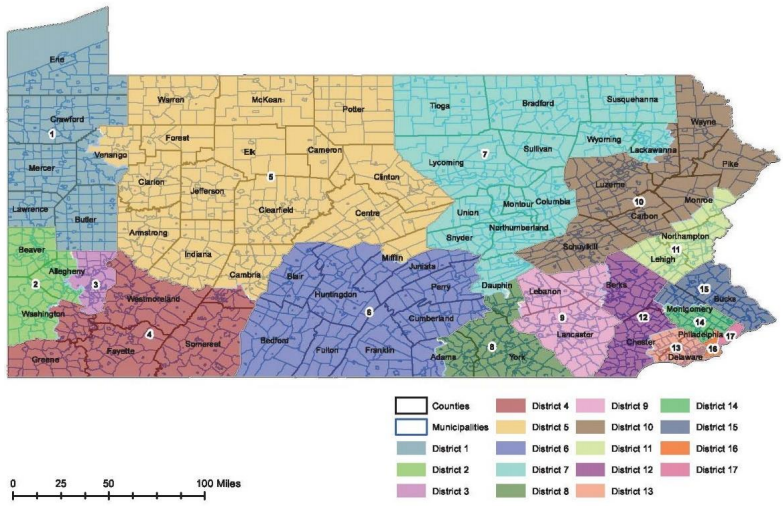 Erie
Warren
McKean
Potter
Tioga
Bradford
Susquehanna
Wayne
Crawford
1
Forest
Elk
Cameron
Wyoming
Lackawanna
Sullivan
Venango
Lycoming
7
Pike
Mercer
Clarion
Jefferson
5
Clinton
Luzerne
10
Monroe
Lawrence
Butler
Clearfield
Centre
Union
Montour
Columbia
Carbon
Armstrong
Snyder
Northumberland
Northampton
11
Beaver
Indiana
Mifflin
Schuylkill
Lehigh
Allegheny
Cambria
Blair
Juniata
2
3
Westmoreland
Huntingdon
Perry
Dauphin
Lebanon
Berks
15
Bucks
Washington
6
Cumberland
9
12
Montgomery
14
4
Lancaster
Philadelphia
17
Greene
Fayette
Somerset
Bedford
Fulton
Franklin
Adams
8
York
Chester
13
16
Delaware
Counties
District 4
District 9
District 14
Municipalities
District 5
District 10
District 15
District 1
District 6
District 11
District 16
District 2
District 7
District 12
District 17
District 3
District 8
District 13
0 25 50 100 Miles